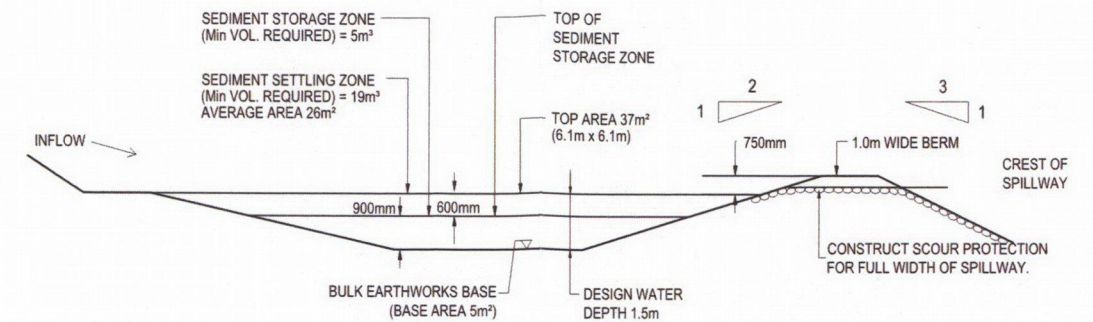 SEDIMENT STORAGE ZONE
(Min VOL. REQUIRED) = 5m³
TOP OF
SEDIMENT
STORAGE ZONE
SEDIMENT SETTLING ZONE
(Min VOL. REQUIRED) = 19m³
AVERAGE AREA 26m²
2
3
1
1
TOP AREA 37m²
(6.1m x 6.1m)
INFLOW
750mm
1.0m WIDE BERM
CREST OF
SPILLWAY
900mm
600mm
CONSTRUCT SCOUR PROTECTION
FOR FULL WIDTH OF SPILLWAY.
BULK EARTHWORKS BASE
(BASE AREA 5m²)
DESIGN WATER
DEPTH 1.5m